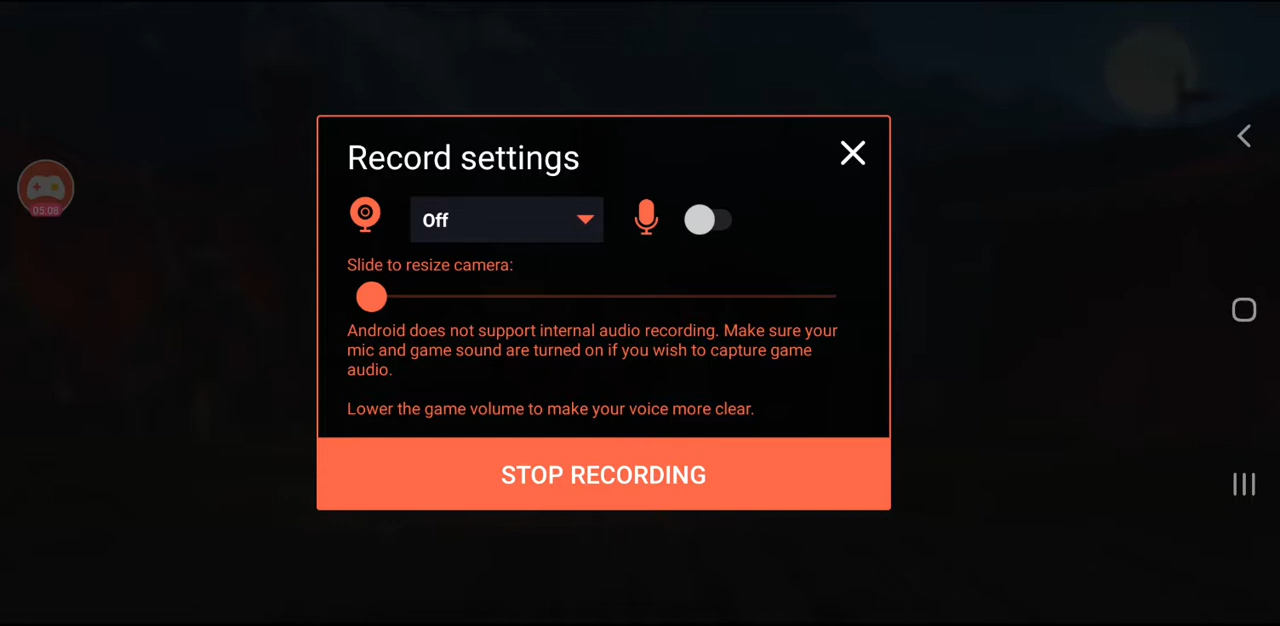 Record settings
05:08
Off
Slide to resize camera:
Android does not support internal audio recording. Make sure your
mic and game sound are turned on if you wish to capture game
audio.
Lower the game volume to make your voice more clear.
STOP RECORDING